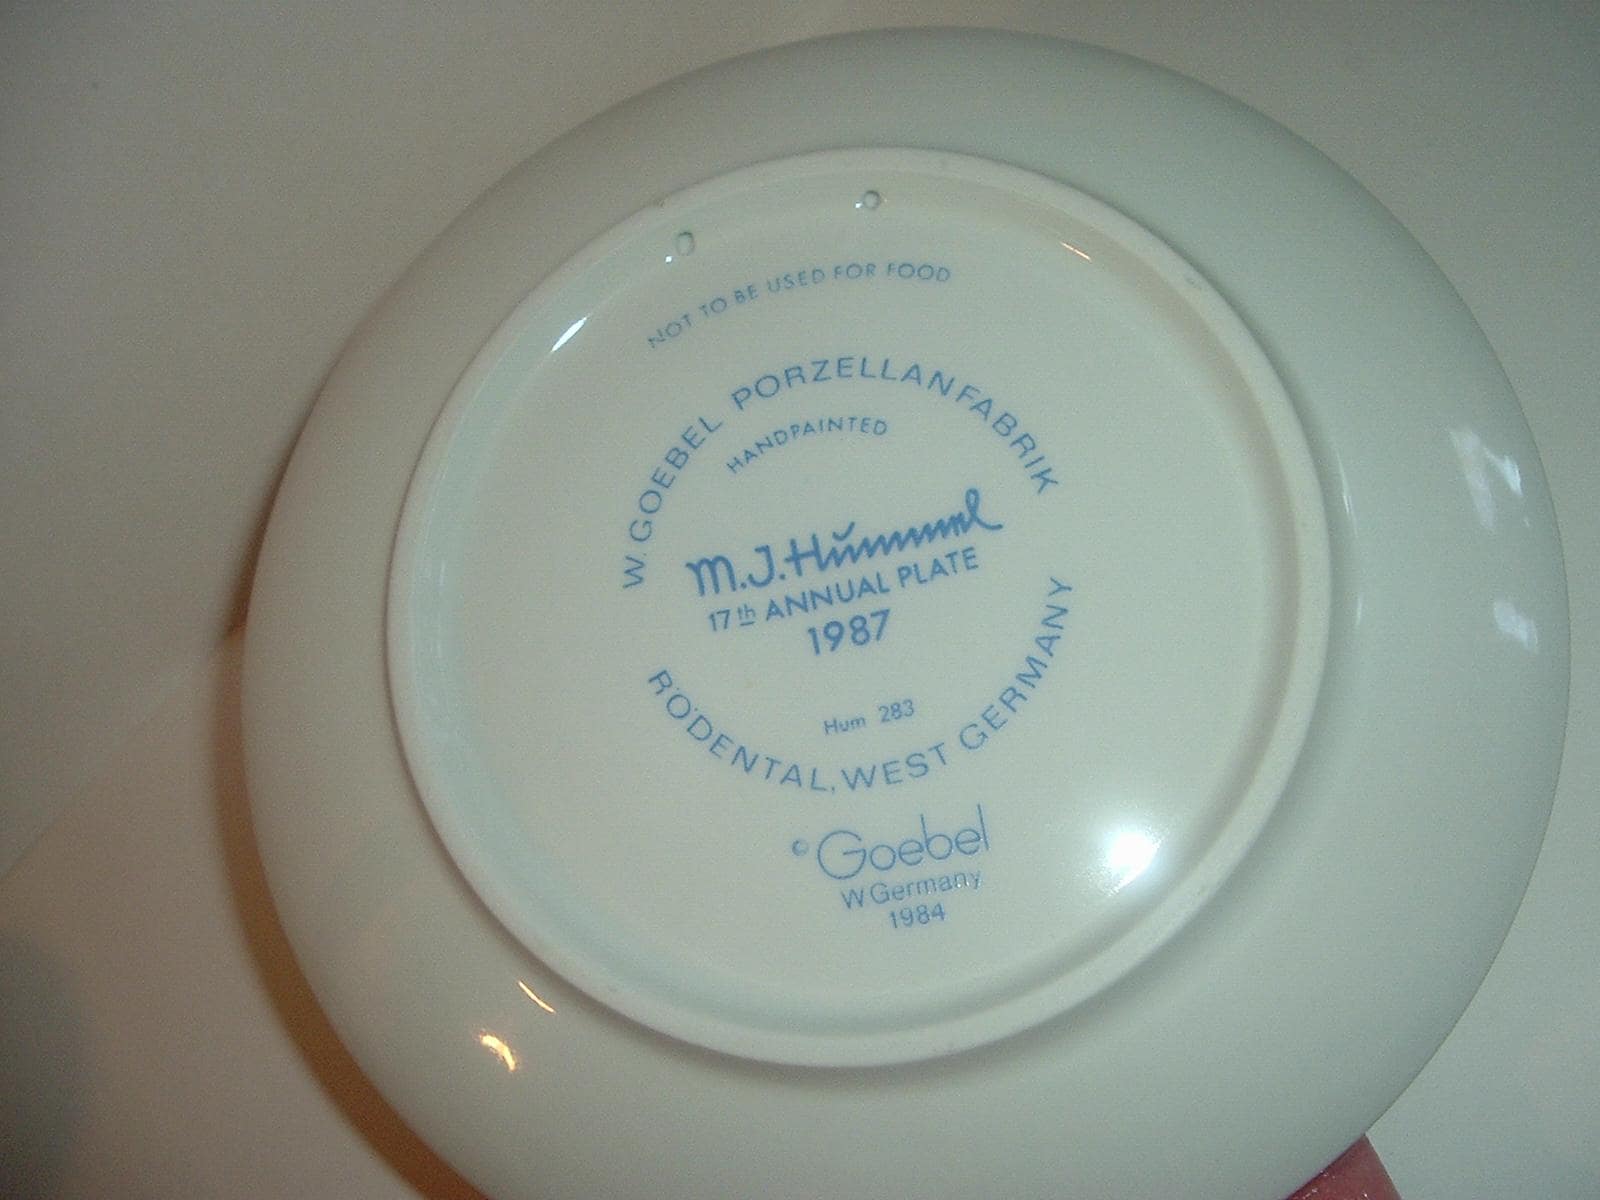 NOT TO BE USED FOR FOOD
W. GOEBEL PORZELLANFABRIK
HANDPAINTED
M.J. Hummel
17th ANNUAL PLATE
1987
Hum 283
RÖDENTAL, WEST GERMANY
© Goebel
W Germany
1984